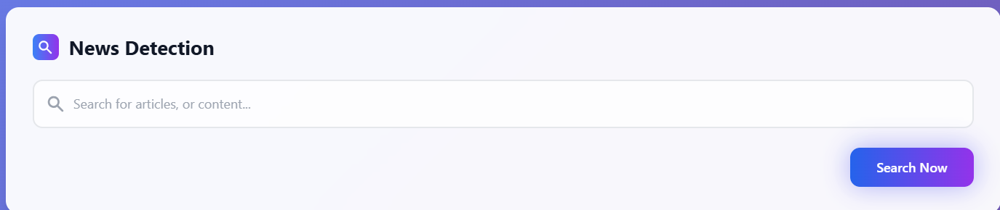 News Detection
Search for articles, or content...
Search Now